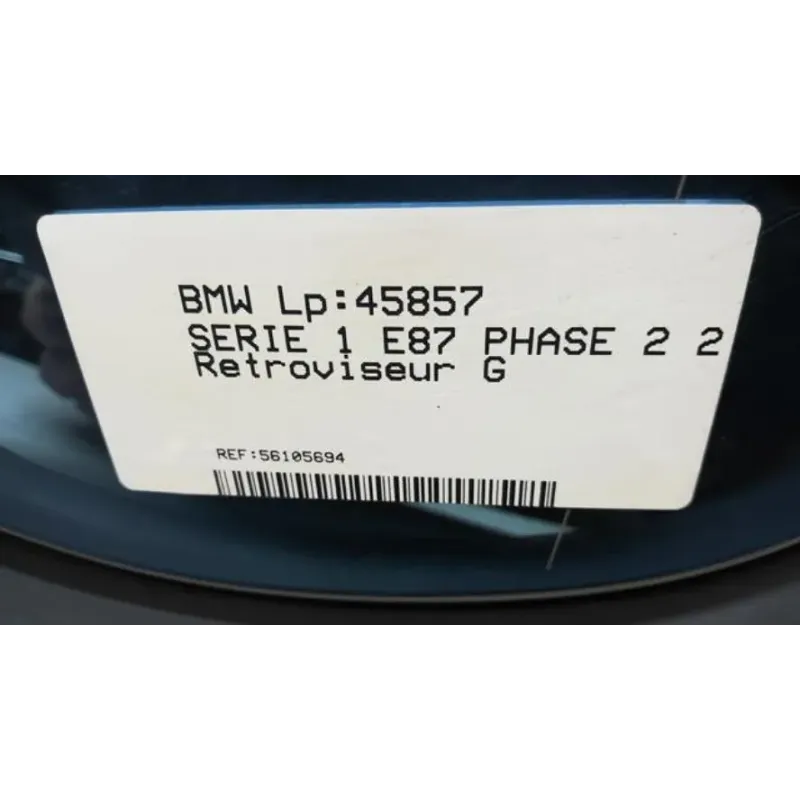 BMW Lp:45857
SERIE 1 E87 PHASE 2 2
Retroviseur G
REF:56105694